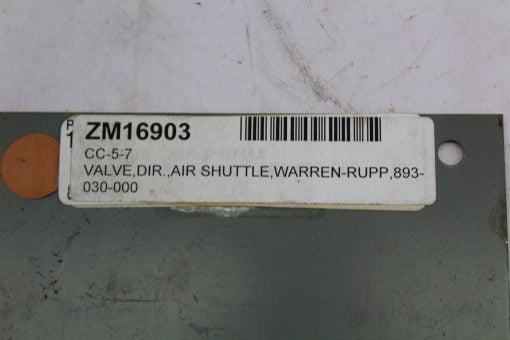 ZM16903
CC-5-7
VALVE,DIR.,AIR SHUTTLE,WARREN-RUPP,893-
030-000